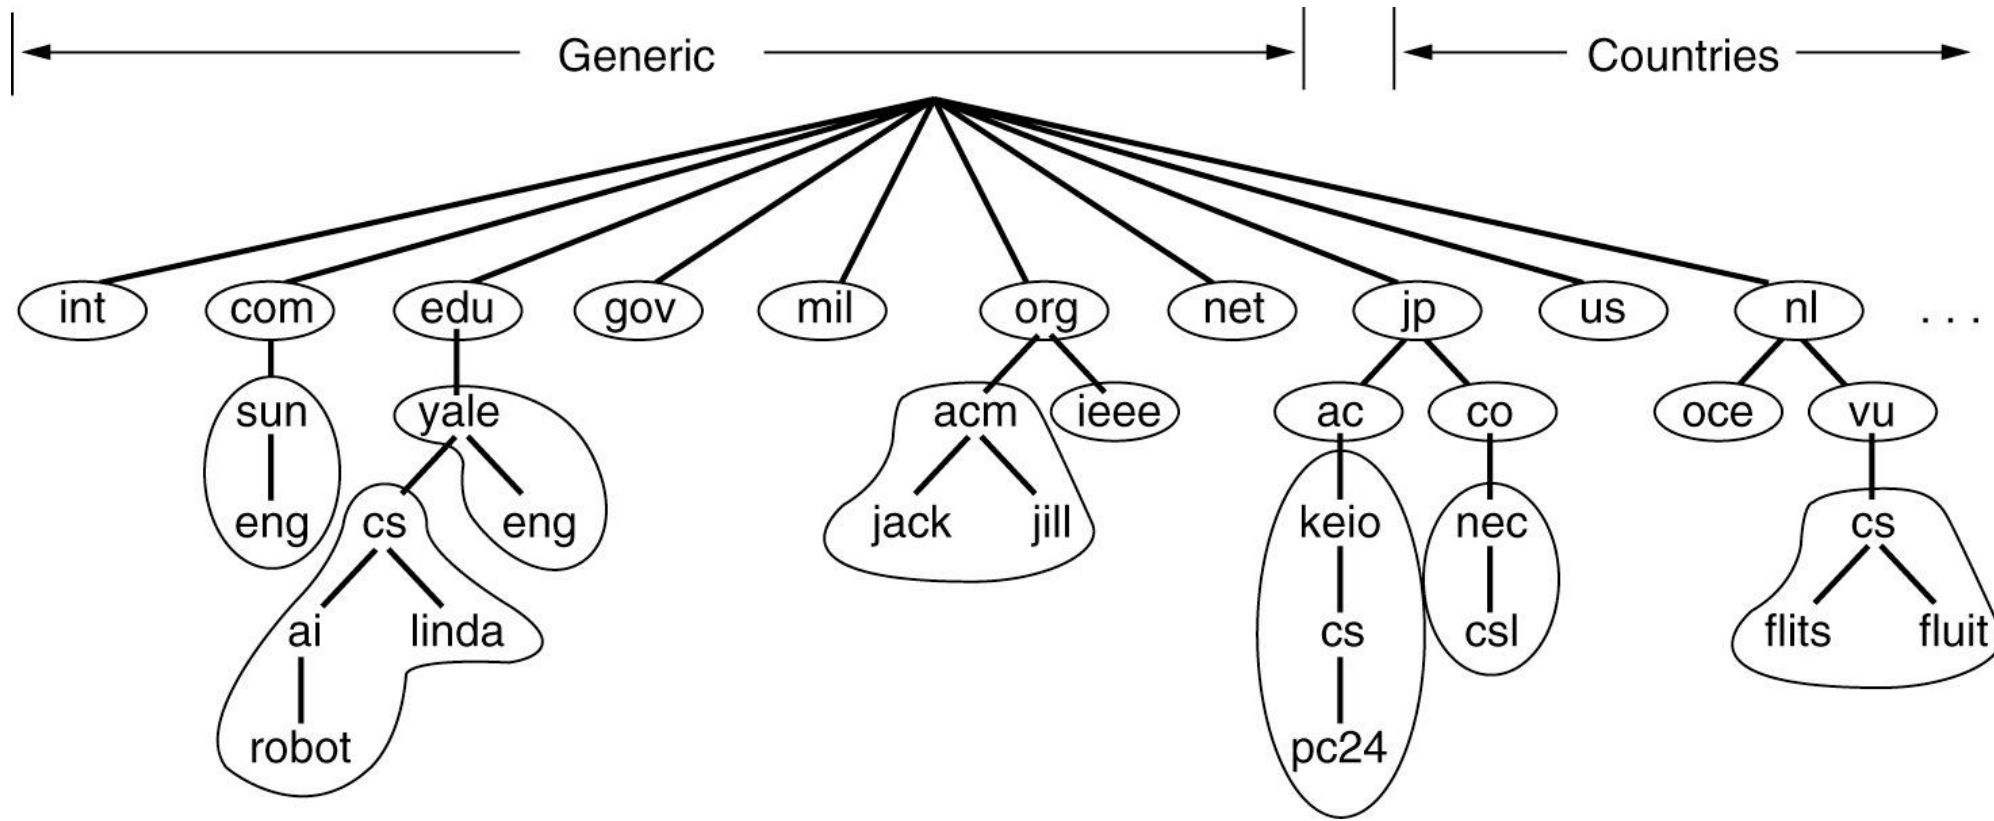 Generic Countries
int com edu gov mil org net jp us nl . . .
sun yale acm ieee ac co oce vu
eng cs eng jack jill keio nec cs
ai linda cs csl flits fluit
robot pc24